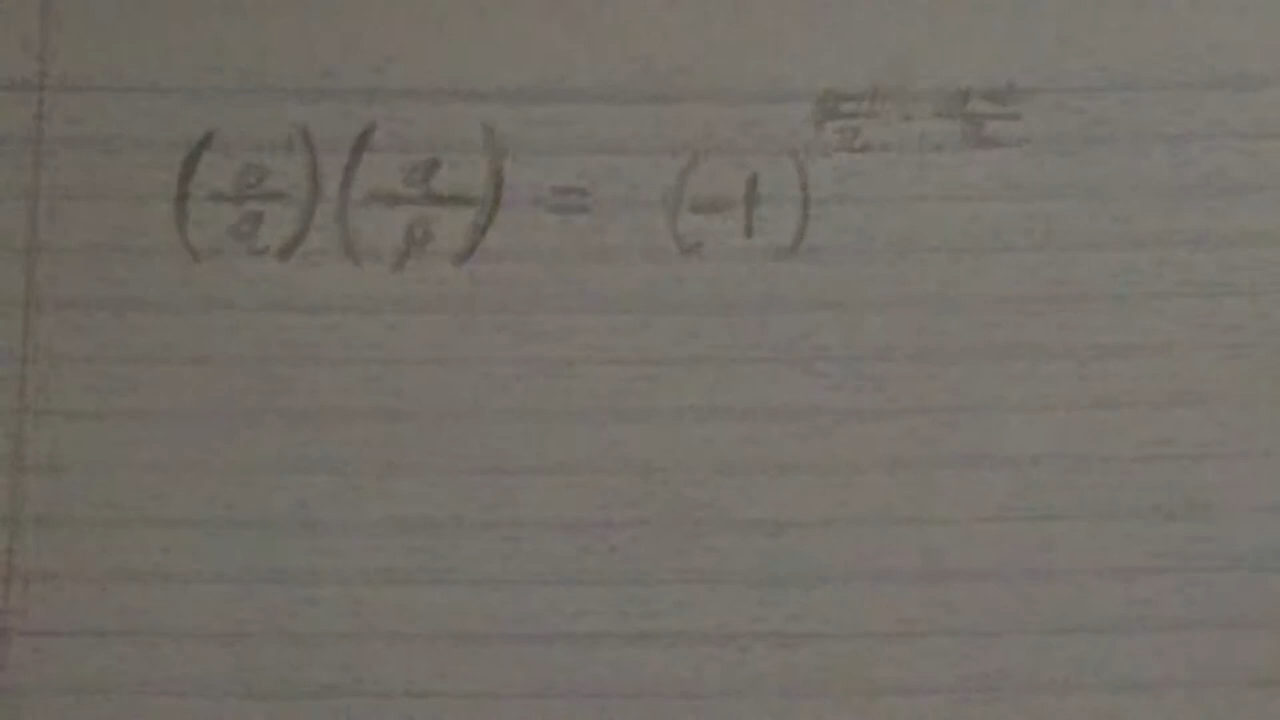 (p/q)(q/p) = (-1)^{(p-1)/2 · (q-1)/2}